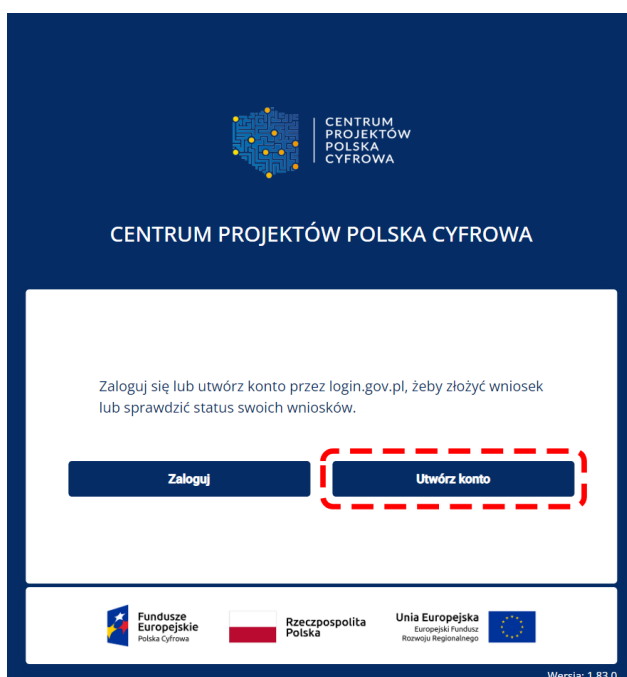 CENTRUM
PROJEKTÓW
POLSKA
CYFROWA
CENTRUM PROJEKTÓW POLSKA CYFROWA
Zaloguj się lub utwórz konto przez login.gov.pl, żeby złożyć wniosek
lub sprawdzić status swoich wniosków.
Zaloguj
Utwórz konto
Fundusze
Europejskie
Polska Cyfrowa
Rzeczpospolita
Polska
Unia Europejska
Europejski Fundusz
Rozwoju Regionalnego
Wersja: 1.83.0